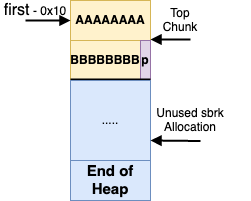 first - 0x10
AAAAAAAA
Top
Chunk
BBBBBBBB p
.....
Unused sbrk
Allocation
End of
Heap